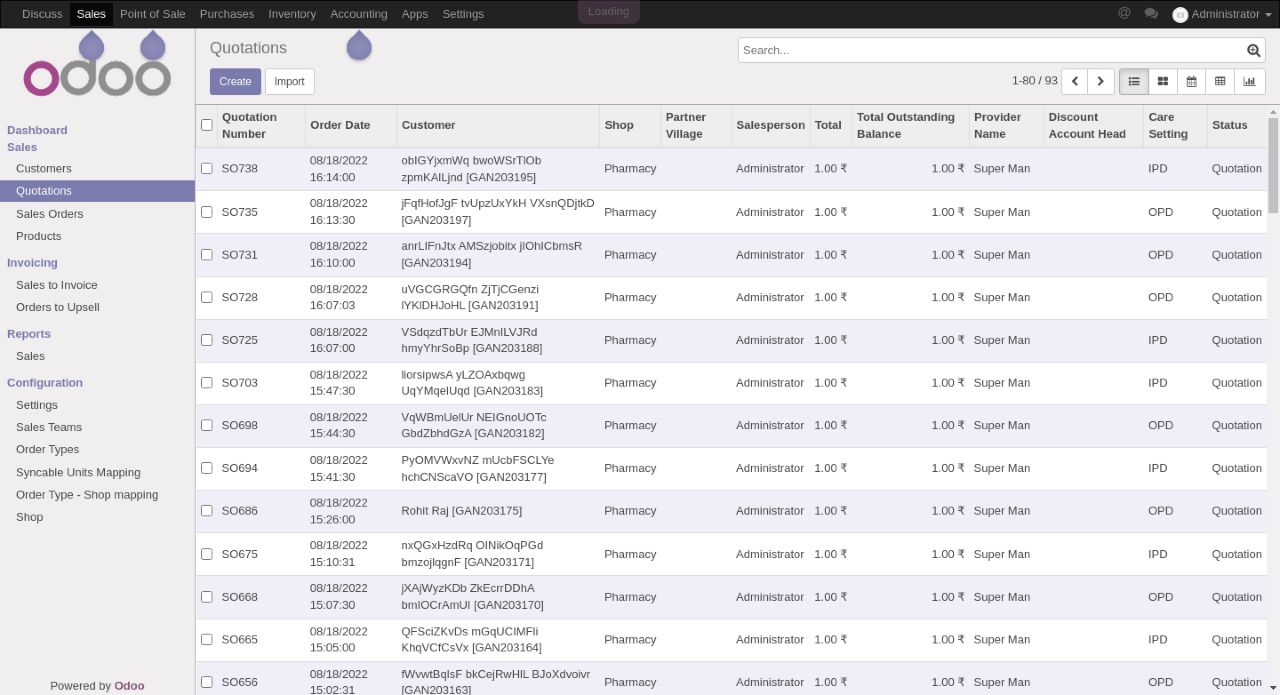 Discuss Sales Point of Sale Purchases Inventory Accounting Apps Settings Loading @ Administrator
odoo
Quotations
Search...
Create Import 1-80 / 93
Dashboard
Sales
Customers
Quotations
Sales Orders
Products
Invoicing
Sales to Invoice
Orders to Upsell
Reports
Sales
Configuration
Settings
Sales Teams
Order Types
Syncable Units Mapping
Order Type - Shop mapping
Shop
Powered by Odoo
Quotation Partner Total Outstanding Provider Discount Care
Number Order Date Customer Shop Village Salesperson Total Balance Name Account Head Setting Status
08/18/2022 obIGYjxmWq bwoWSrTlOb
SO738 16:14:00 zpmKAlLjnd [GAN203195] Pharmacy Administrator 1.00 ₹ 1.00 ₹ Super Man IPD Quotation
08/18/2022 jFqfHofJgF tvUpzUxYkH VXsnQDjtkD
SO735 16:13:30 [GAN203197] Pharmacy Administrator 1.00 ₹ 1.00 ₹ Super Man OPD Quotation
08/18/2022 anrLIFnJtx AMSzjobitx jIOhICbmsR
SO731 16:10:00 [GAN203194] Pharmacy Administrator 1.00 ₹ 1.00 ₹ Super Man OPD Quotation
08/18/2022 uVGCGRGQfn ZjTjCGenzi
SO728 16:07:03 lYKlDHJoHL [GAN203191] Pharmacy Administrator 1.00 ₹ 1.00 ₹ Super Man OPD Quotation
08/18/2022 VSdqzdTbUr EJMnILVJRd
SO725 16:07:00 hmyYhrSoBp [GAN203188] Pharmacy Administrator 1.00 ₹ 1.00 ₹ Super Man IPD Quotation
08/18/2022 liorsipwsA yLZOAxbqwg
SO703 15:47:30 UqYMqelUqd [GAN203183] Pharmacy Administrator 1.00 ₹ 1.00 ₹ Super Man IPD Quotation
08/18/2022 VqWBmUelUr NEIGnoUOTc
SO698 15:44:30 GbdZbhdGzA [GAN203182] Pharmacy Administrator 1.00 ₹ 1.00 ₹ Super Man OPD Quotation
08/18/2022 PyOMVWxvNZ mUcbFSCLYe
SO694 15:41:30 hchCNScaVO [GAN203177] Pharmacy Administrator 1.00 ₹ 1.00 ₹ Super Man IPD Quotation
08/18/2022
SO686 15:26:00 Rohit Raj [GAN203175] Pharmacy Administrator 1.00 ₹ 1.00 ₹ Super Man OPD Quotation
08/18/2022 nxQGxHzdRq OINikOqPGd
SO675 15:10:31 bmzojIqgnF [GAN203171] Pharmacy Administrator 1.00 ₹ 1.00 ₹ Super Man IPD Quotation
08/18/2022 jXAjWyzKDb ZkEcrrDDhA
SO668 15:07:30 bmIOCrAmUI [GAN203170] Pharmacy Administrator 1.00 ₹ 1.00 ₹ Super Man OPD Quotation
08/18/2022 QFSciZKvDs mGqUCIMFli
SO665 15:05:00 KhqVCfCsVx [GAN203164] Pharmacy Administrator 1.00 ₹ 1.00 ₹ Super Man IPD Quotation
08/18/2022 fWvwtBqIsF bkCejRwHIL BJoXdvoivr
SO656 15:02:31 [GAN203163] Pharmacy Administrator 1.00 ₹ 1.00 ₹ Super Man OPD Quotation